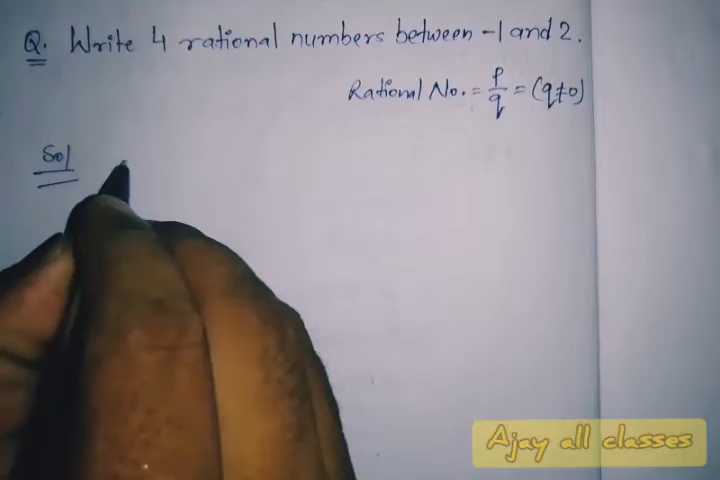 Q. Write 4 rational numbers between -1 and 2.
Rational No. = p/q = (q≠0)
Sol
Ajay all classes